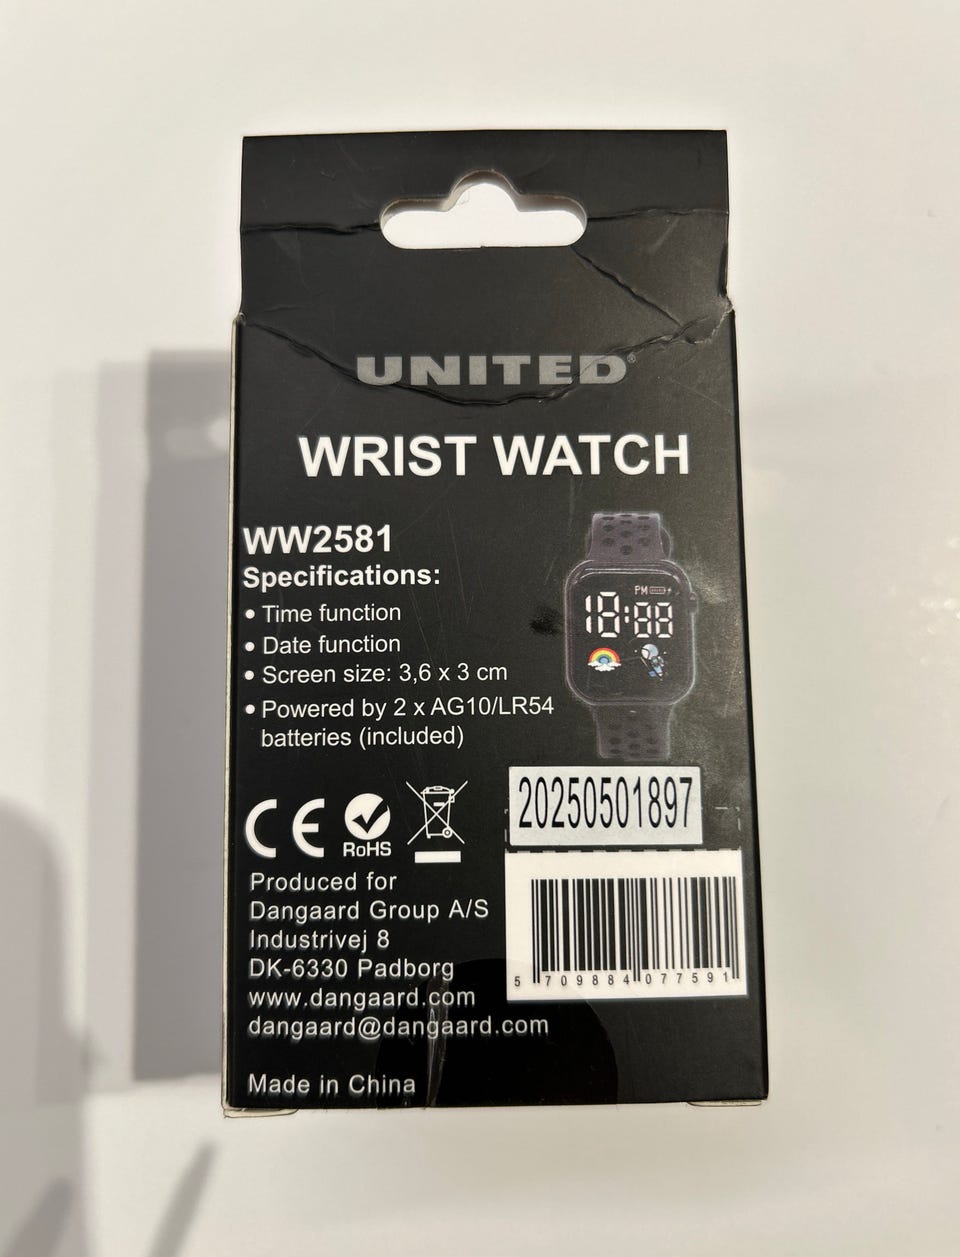 UNITED®
WRIST WATCH
WW2581
Specifications:
• Time function
• Date function
• Screen size: 3,6 x 3 cm
• Powered by 2 x AG10/LR54
batteries (included)
PM
18:88
20250501897
CE
RoHS
Produced for
Dangaard Group A/S
Industrivej 8
DK-6330 Padborg
www.dangaard.com
dangaard@dangaard.com
Made in China
5 709884 077591